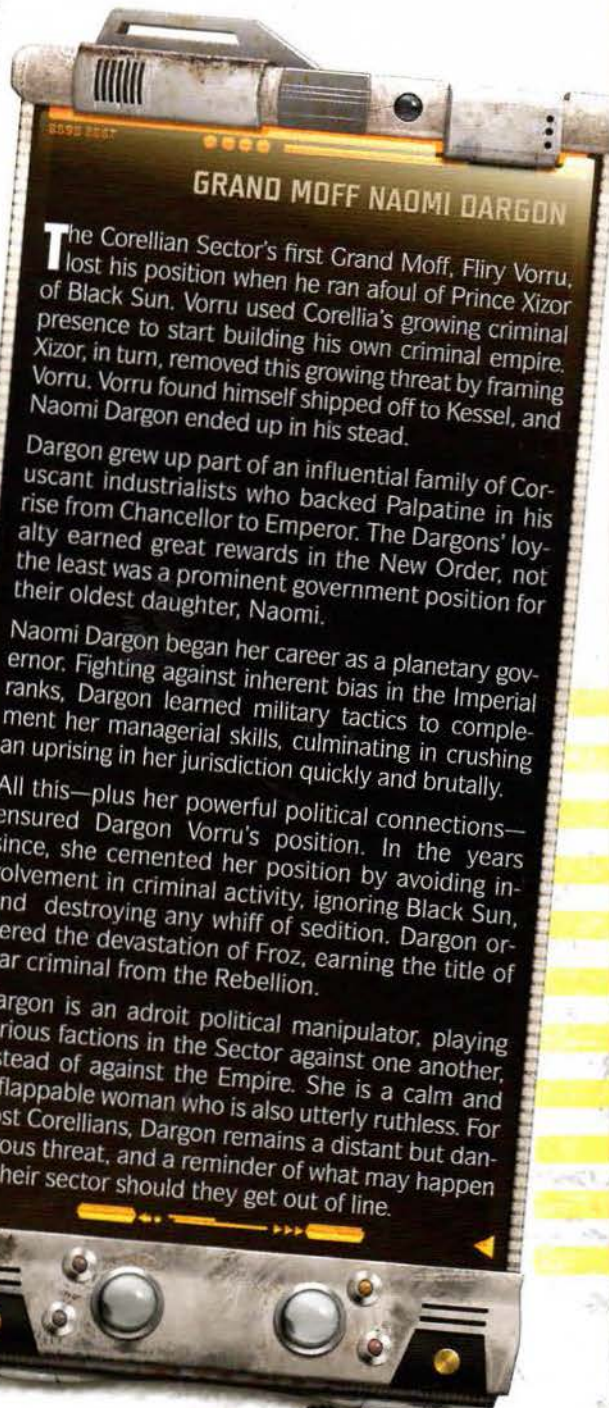 GRAND MOFF NAOMI DARGON
The Corellian Sector's first Grand Moff, Fliry Vorru,
lost his position when he ran afoul of Prince Xizor
of Black Sun. Vorru used Corellia's growing criminal
presence to start building his own criminal empire.
Xizor, in turn, removed this growing threat by framing
Vorru. Vorru found himself shipped off to Kessel, and
Naomi Dargon ended up in his stead.
Dargon grew up part of an influential family of Cor-
uscant industrialists who backed Palpatine in his
rise from Chancellor to Emperor. The Dargons' loy-
alty earned great rewards in the New Order, not
the least was a prominent government position for
their oldest daughter, Naomi.
Naomi Dargon began her career as a planetary gov-
ernor. Fighting against inherent bias in the Imperial
ranks, Dargon learned military tactics to comple-
ment her managerial skills, culminating in crushing
an uprising in her jurisdiction quickly and brutally.
All this—plus her powerful political connections—
ensured Dargon Vorru's position. In the years
since, she cemented her position by avoiding in-
volvement in criminal activity, ignoring Black Sun,
nd destroying any whiff of sedition. Dargon or-
ered the devastation of Froz, earning the title of
ar criminal from the Rebellion.
argon is an adroit political manipulator, playing
rious factions in the Sector against one another,
stead of against the Empire. She is a calm and
flappable woman who is also utterly ruthless. For
ost Corellians, Dargon remains a distant but dan-
rous threat, and a reminder of what may happen
heir sector should they get out of line.